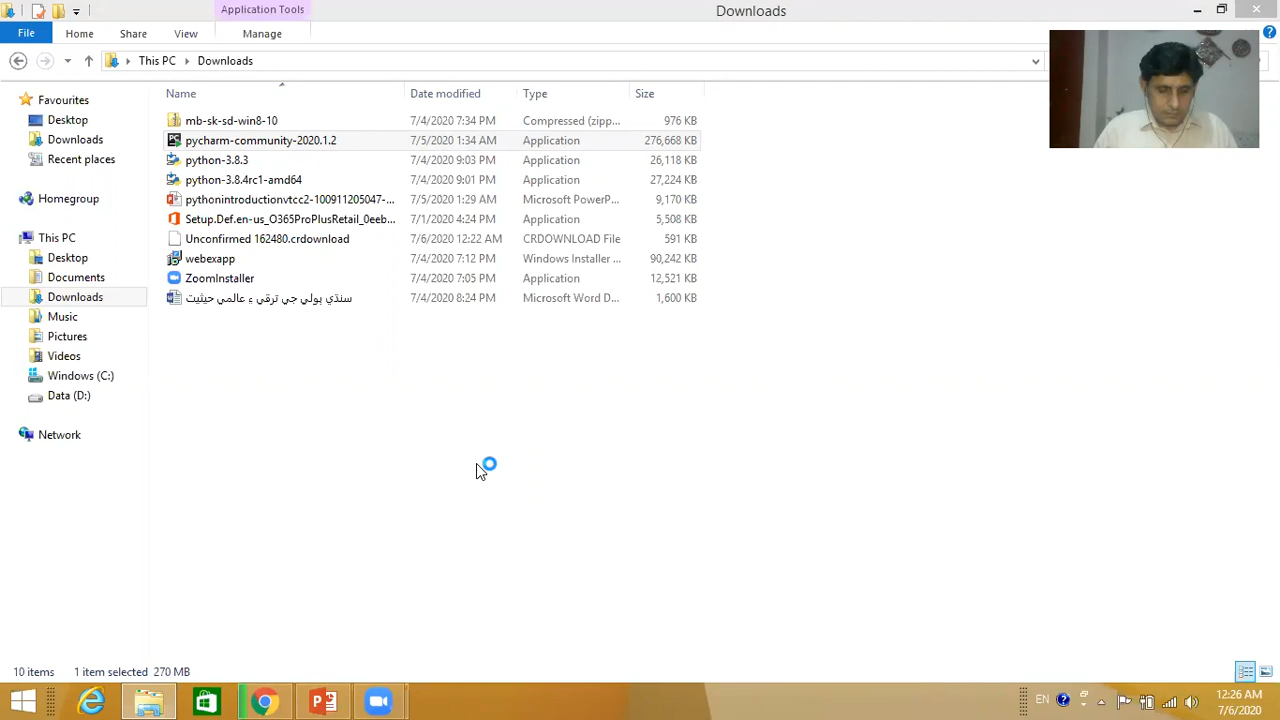 Application Tools
Downloads
File Home Share View Manage
This PC Downloads
Name Date modified Type Size
Favourites
Desktop
Downloads
Recent places
Homegroup
This PC
Desktop
Documents
Downloads
Music
Pictures
Videos
Windows (C:)
Data (D:)
Network
mb-sk-sd-win8-10 7/4/2020 7:34 PM Compressed (zipp... 976 KB
pycharm-community-2020.1.2 7/5/2020 1:34 AM Application 276,668 KB
python-3.8.3 7/4/2020 9:03 PM Application 26,118 KB
python-3.8.4rc1-amd64 7/4/2020 9:01 PM Application 27,224 KB
pythonintroductionvtcc2-100911205047-... 7/5/2020 1:29 AM Microsoft PowerP... 9,170 KB
Setup.Def.en-us_O365ProPlusRetail_0eeb... 7/1/2020 4:24 PM Application 5,508 KB
Unconfirmed 162480.crdownload 7/6/2020 12:22 AM CRDOWNLOAD File 591 KB
webexapp 7/4/2020 7:12 PM Windows Installer ... 90,242 KB
ZoomInstaller 7/4/2020 7:05 PM Application 12,521 KB
سنڌي ٻولي جي ترقي ۽ عالمي حيثيت 7/4/2020 8:24 PM Microsoft Word D... 1,600 KB
10 items 1 item selected 270 MB
EN 12:26 AM
7/6/2020